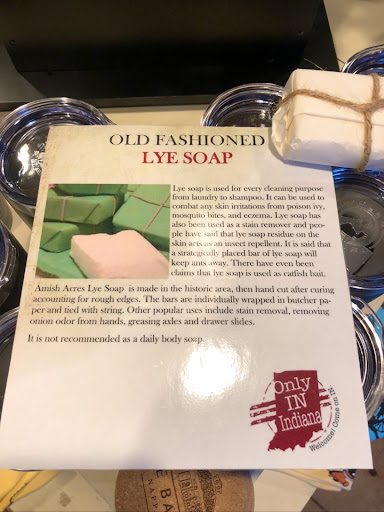 OLD FASHIONED
LYE SOAP
Lye soap is used for every cleaning purpose
from laundry to shampoo. It can be used to
combat any skin irritations from poison ivy,
mosquito bites, and eczema. Lye soap has
also been used as a stain remover and peo-
ple have said that lye soap residue on the
skin acts as an insect repellent. It is said that
a strategically placed bar of lye soap will
keep ants away. There have even been
claims that lye soap is used as catfish bait.
Amish Acres Lye Soap is made in the historic area, then hand cut after curing
accounting for rough edges. The bars are individually wrapped in butcher pa-
per and tied with string. Other popular uses include stain removal, removing
onion odor from hands, greasing axles and drawer slides.
It is not recommended as a daily body soap.
Only
IN
Indiana
Welcome! Come on IN.